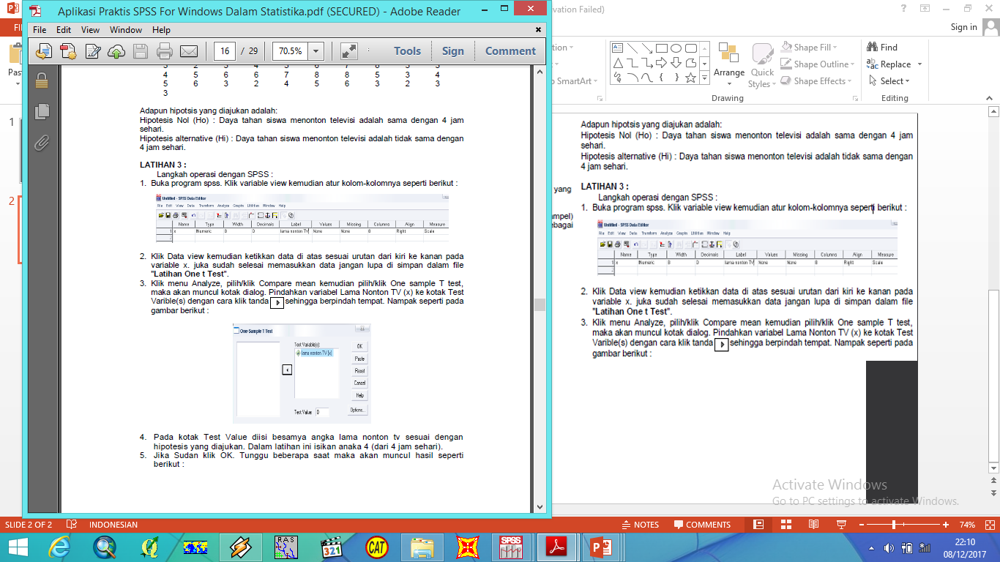 Aplikasi Praktis SPSS For Windows Dalam Statistika.pdf (SECURED) - Adobe Reader
File Edit View Window Help
16 / 29 70.5% Tools Sign Comment
4 5 6 6 7 8 8 5 3 4
5 6 3 2 4 5 6 3 2 3
3
Adapun hipotsis yang diajukan adalah:
Hipotesis Nol (Ho) : Daya tahan siswa menonton televisi adalah sama dengan 4 jam
sehari.
Hipotesis alternative (Hi) : Daya tahan siswa menonton televisi adalah tidak sama dengan
4 jam sehari.
LATIHAN 3 :
Langkah operasi dengan SPSS :
1. Buka program spss. Klik variable view kemudian atur kolom-kolomnya seperti berikut :
Untitled - SPSS Data Editor
File Edit View Data Transform Analyze Graphs Utilities Window Help
Name Type Width Decimals Label Values Missing Columns Align Measure
1 x Numeric 8 0 lama nonton TV None None 8 Right Scale
2
2. Klik Data view kemudian ketikkan data di atas sesuai urutan dari kiri ke kanan pada
variable x. juka sudah selesai memasukkan data jangan lupa di simpan dalam file
"Latihan One t Test".
3. Klik menu Analyze, pilih/klik Compare mean kemudian pilih/klik One sample T test,
maka akan muncul kotak dialog. Pindahkan variabel Lama Nonton TV (x) ke kotak Test
Varible(s) dengan cara klik tanda sehingga berpindah tempat. Nampak seperti pada
gambar berikut :
One-Sample T Test
Test Variable(s):
lama nonton TV [x]
OK
Paste
Reset
Cancel
Help
Test Value 0 Options...
4. Pada kotak Test Value diisi besarnya angka lama nonton tv sesuai dengan
hipotesis yang diajukan. Dalam latihan ini isikan anaka 4 (dari 4 jam sehari).
5. Jika Sudan klik OK. Tunggu beberapa saat maka akan muncul hasil seperti
berikut :
vation Failed)
Sign in
FI
Past
SmartArt
Arrange
Quick
Styles
Shape Fill
Shape Outline
Shape Effects
Drawing
Find
Replace
Select
Editing
1
2
yang
mpel)
ebagai
Adapun hipotsis yang diajukan adalah:
Hipotesis Nol (Ho) : Daya tahan siswa menonton televisi adalah sama dengan 4 jam
sehari.
Hipotesis alternative (Hi) : Daya tahan siswa menonton televisi adalah tidak sama dengan
4 jam sehari.
LATIHAN 3 :
Langkah operasi dengan SPSS :
1. Buka program spss. Klik variable view kemudian atur kolom-kolomnya seperti berikut :
Untitled - SPSS Data Editor
File Edit View Data Transform Analyze Graphs Utilities Window Help
Name Type Width Decimals Label Values Missing Columns Align Measure
1 x Numeric 8 0 lama nonton TV None None 8 Right Scale
2
2. Klik Data view kemudian ketikkan data di atas sesuai urutan dari kiri ke kanan pada
variable x. juka sudah selesai memasukkan data jangan lupa di simpan dalam file
"Latihan One t Test".
3. Klik menu Analyze, pilih/klik Compare mean kemudian pilih/klik One sample T test,
maka akan muncul kotak dialog. Pindahkan variabel Lama Nonton TV (x) ke kotak Test
Varible(s) dengan cara klik tanda sehingga berpindah tempat. Nampak seperti pada
gambar berikut :
Activate Windows
Go to PC settings to activate Windows.
SLIDE 2 OF 2 INDONESIAN NOTES COMMENTS 74%
RAS 321 CAT SPSS
22:10
08/12/2017